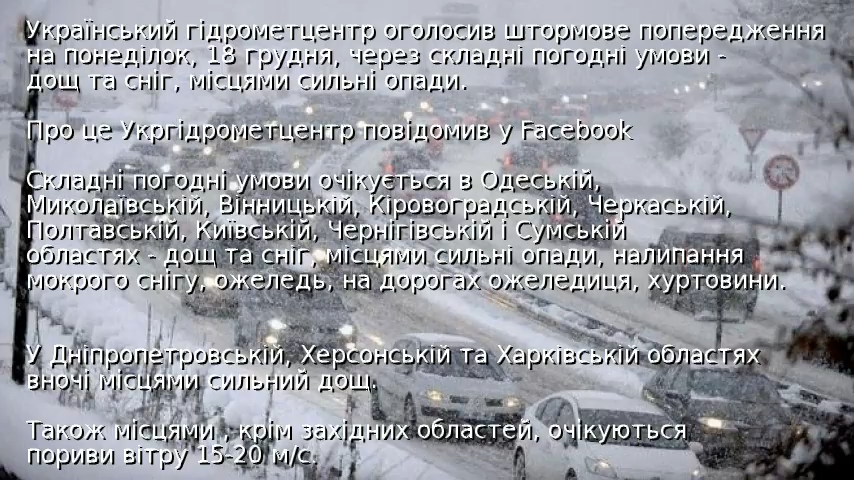 Український гідрометцентр оголосив штормове попередження
на понеділок, 18 грудня, через складні погодні умови -
дощ та сніг, місцями сильні опади.
Про це Укргідрометцентр повідомив у Facebook
Складні погодні умови очікується в Одеській,
Миколаївській, Вінницькій, Кіровоградській, Черкаській,
Полтавській, Київській, Чернігівській і Сумській
областях - дощ та сніг, місцями сильні опади, налипання
мокрого снігу, ожеледь, на дорогах ожеледиця, хуртовини.
У Дніпропетровській, Херсонській та Харківській областях
вночі місцями сильний дощ.
Також місцями , крім західних областей, очікуються
пориви вітру 15-20 м/с.